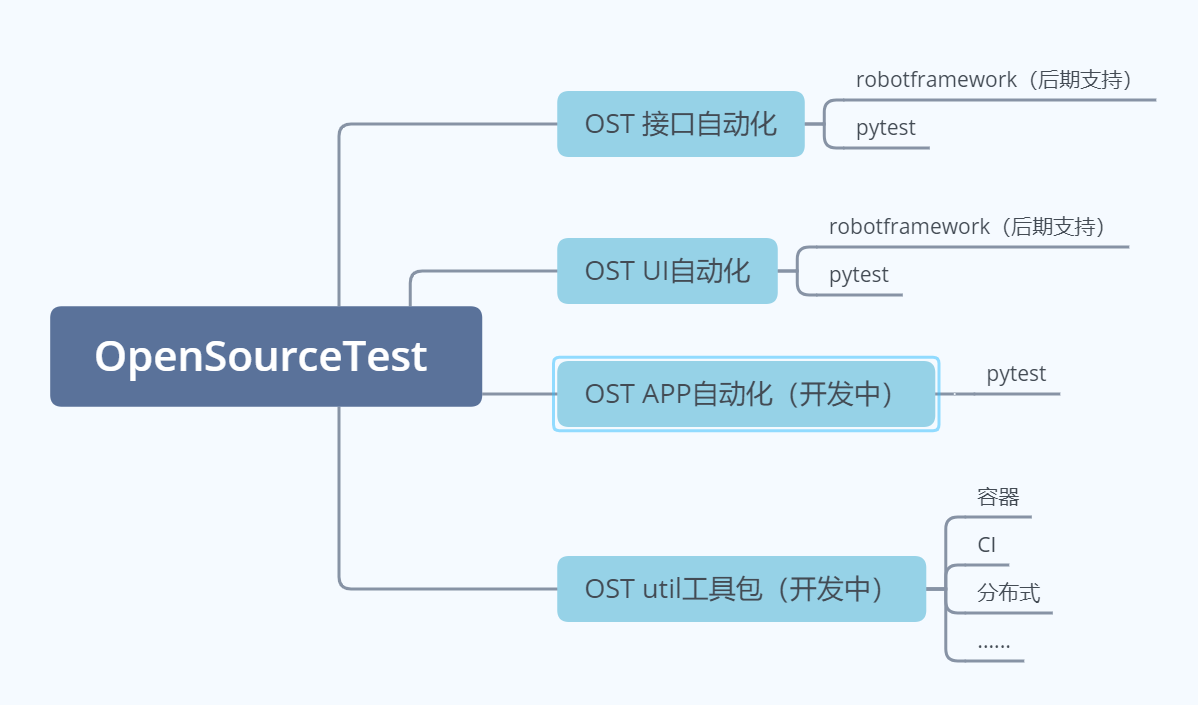 OpenSourceTest
OST 接口自动化
robotframework（后期支持）
pytest
OST UI自动化
robotframework（后期支持）
pytest
OST APP自动化（开发中）
pytest
OST util工具包（开发中）
容器
CI
分布式
......